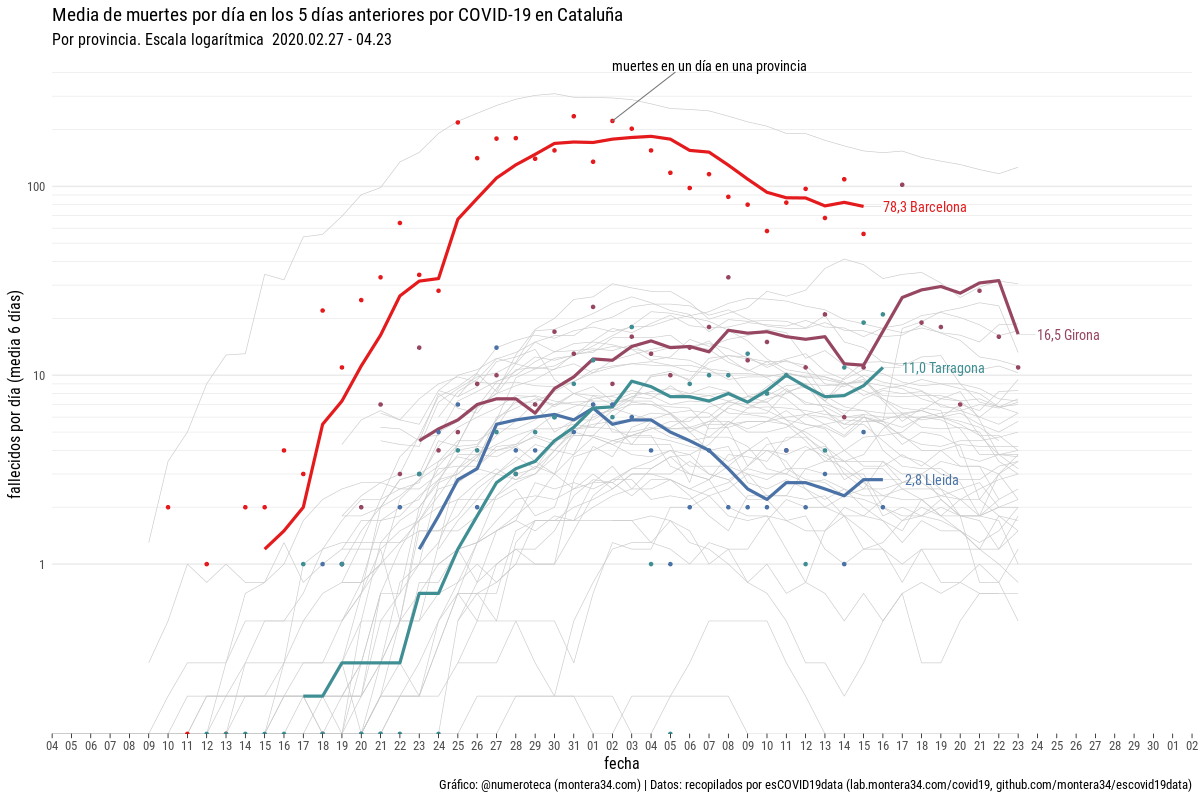 Media de muertes por día en los 5 días anteriores por COVID-19 en Cataluña
Por provincia. Escala logarítmica  2020.02.27 - 04.23
muertes en un día en una provincia
100
10
1
fallecidos por día (media 6 días)
78,3 Barcelona
16,5 Girona
11,0 Tarragona
2,8 Lleida
04 05 06 07 08 09 10 11 12 13 14 15 16 17 18 19 20 21 22 23 24 25 26 27 28 29 30 31 01 02 03 04 05 06 07 08 09 10 11 12 13 14 15 16 17 18 19 20 21 22 23 24 25 26 27 28 29 30 01 02
fecha
Gráfico: @numeroteca (montera34.com) | Datos: recopilados por esCOVID19data (lab.montera34.com/covid19, github.com/montera34/escovid19data)